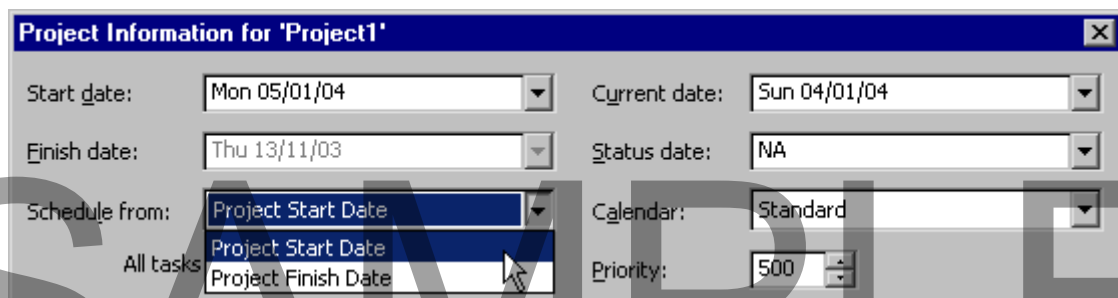 Project Information for 'Project1'
Start date: Mon 05/01/04 Current date: Sun 04/01/04
Finish date: Thu 13/11/03 Status date: NA
Schedule from: Project Start Date Calendar: Standard
Project Start Date
All tasks Project Finish Date Priority: 500
SAMPLE